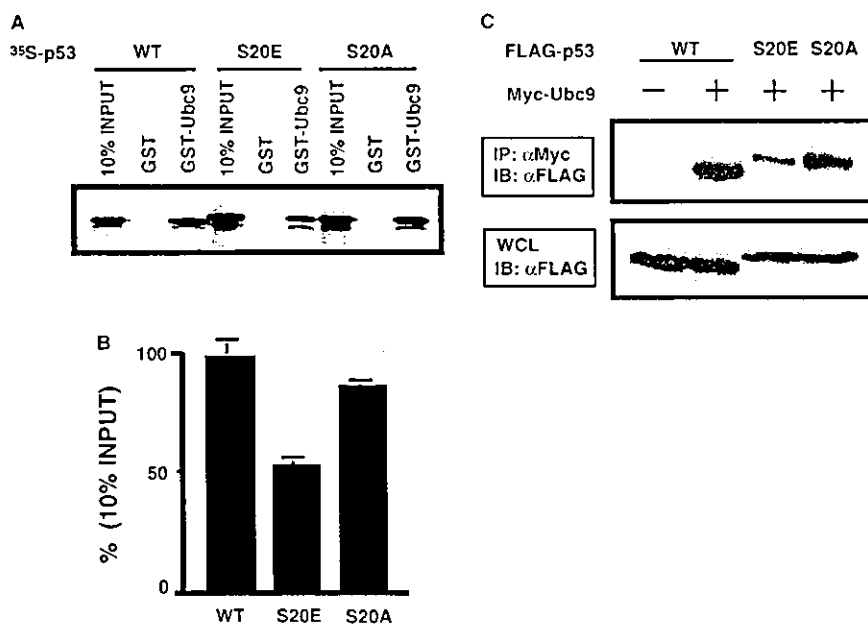 A
³⁵S-p53 WT S20E S20A
10% INPUT GST GST-Ubc9 10% INPUT GST GST-Ubc9 10% INPUT GST GST-Ubc9
B
% (10% INPUT)
100
50
0
WT S20E S20A
C
FLAG-p53 WT S20E S20A
Myc-Ubc9 − + + +
IP: αMyc
IB: αFLAG
WCL
IB: αFLAG